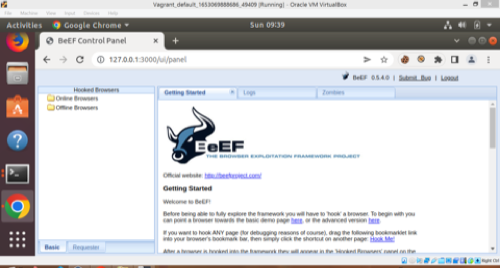 Vagrant_default_1653069888686_49409 [Running] - Oracle VM VirtualBox
File Machine View Input Devices Help
Activities Google Chrome Sun 09:39
BeEF Control Panel
127.0.0.1:3000/ui/panel
BeEF 0.5.4.0 | Submit Bug | Logout
Hooked Browsers
Getting Started Logs Zombies
Online Browsers
Offline Browsers
BeEF
THE BROWSER EXPLOITATION FRAMEWORK PROJECT
Official website: http://beefproject.com/
Getting Started
Welcome to BeEF!
Before being able to fully explore the framework you will have to 'hook' a browser. To begin with you
can point a browser towards the basic demo page here, or the advanced version here.
If you want to hook ANY page (for debugging reasons of course), drag the following bookmarklet link
into your browser's bookmark bar, then simply click the shortcut on another page: Hook Me!
After a browser is hooked into the framework they will appear in the 'Hooked Browsers' panel on the
Basic Requester
Right Ctrl